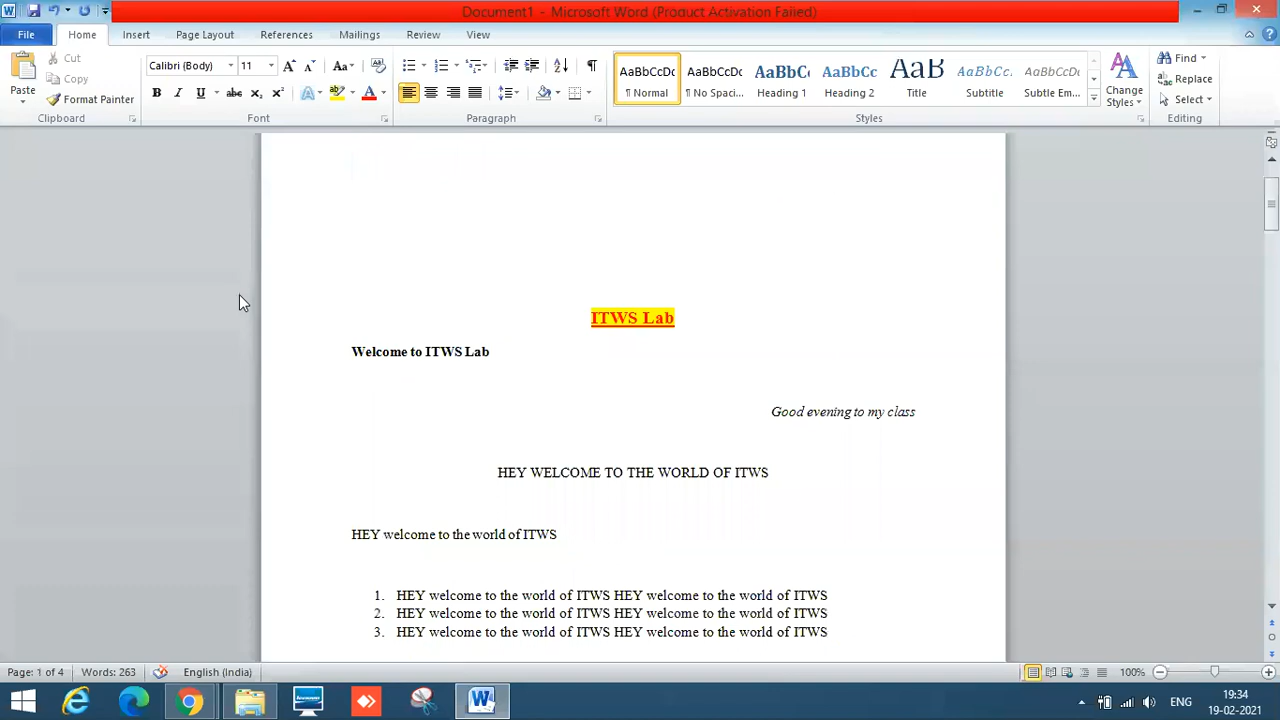 Document1 - Microsoft Word (Product Activation Failed)
File Home Insert Page Layout References Mailings Review View
Paste Cut Copy Format Painter
Calibri (Body) 11
AaBbCcDc ¶ Normal
AaBbCcDc ¶ No Spaci...
AaBbCc Heading 1
AaBbCc Heading 2
AaB Title
AaBbCc. Subtitle
AaBbCcDc Subtle Em...
Change Styles
Find
Replace
Select
Clipboard Font Paragraph Styles Editing
ITWS Lab
Welcome to ITWS Lab
Good evening to my class
HEY WELCOME TO THE WORLD OF ITWS
HEY welcome to the world of ITWS
1. HEY welcome to the world of ITWS HEY welcome to the world of ITWS
2. HEY welcome to the world of ITWS HEY welcome to the world of ITWS
3. HEY welcome to the world of ITWS HEY welcome to the world of ITWS
Page: 1 of 4 Words: 263 English (India) 100%
ENG 19:34
19-02-2021